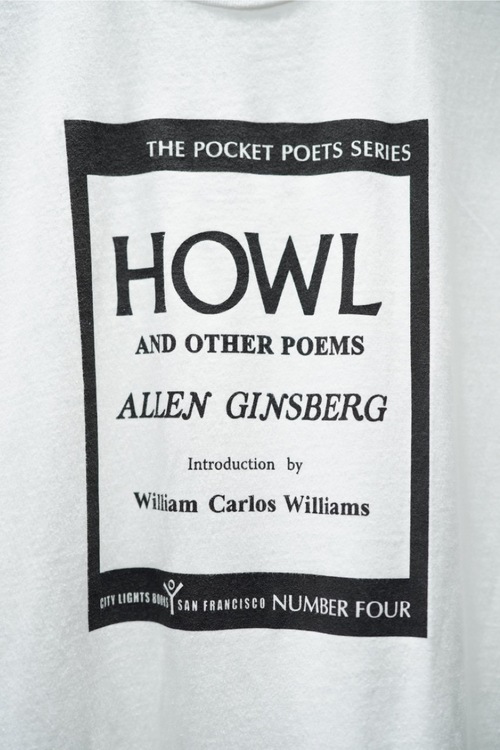 THE POCKET POETS SERIES
HOWL
AND OTHER POEMS
ALLEN GINSBERG
Introduction by
William Carlos Williams
CITY LIGHTS BOOKS SAN FRANCISCO NUMBER FOUR